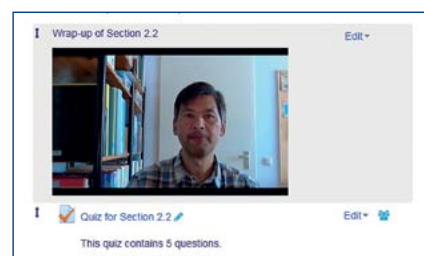 Wrap-up of Section 2.2 Edit
Quiz for Section 2.2 Edit
This quiz contains 5 questions.